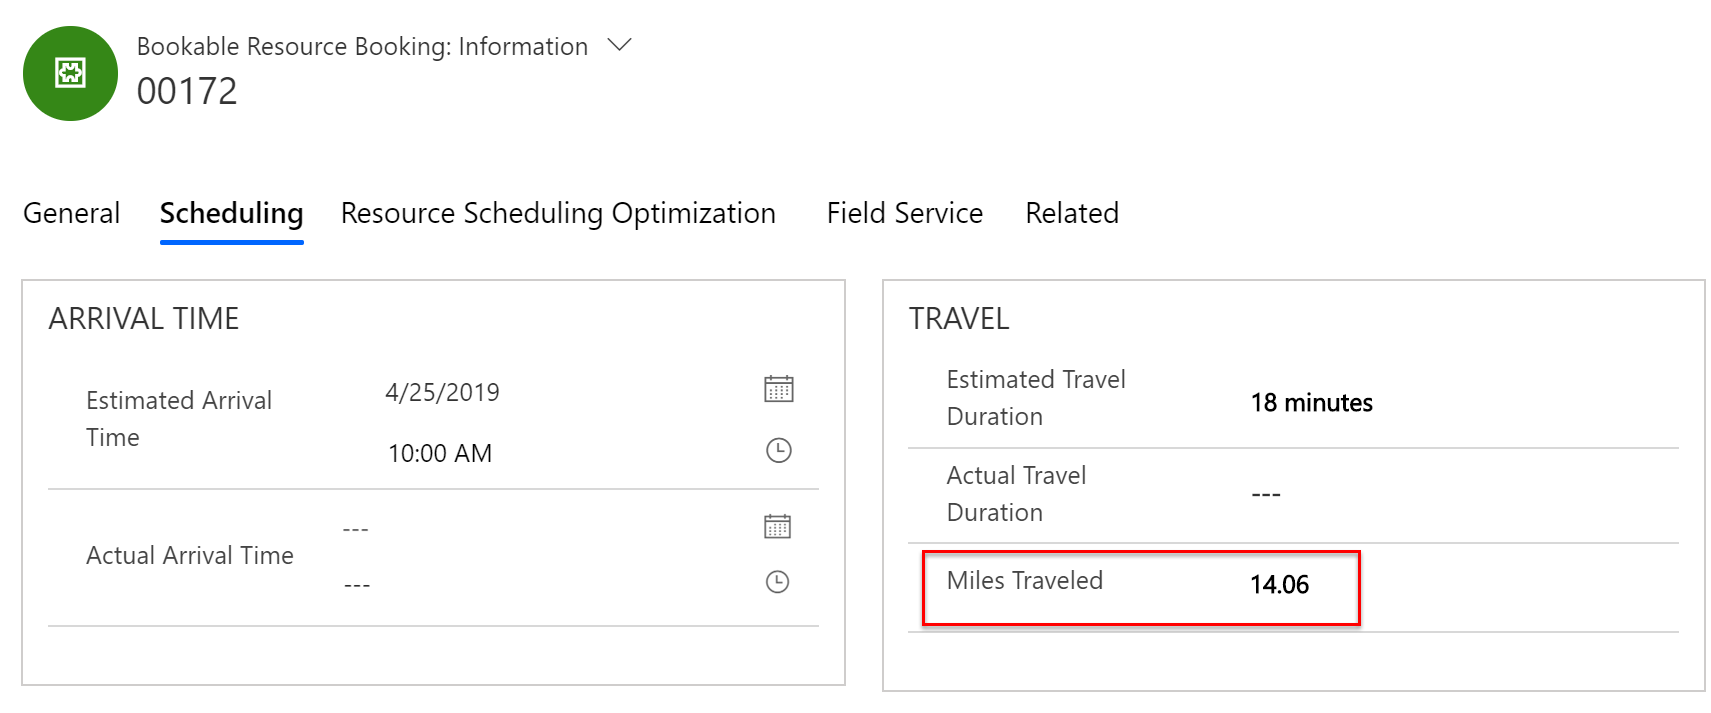 Bookable Resource Booking: Information
00172
General Scheduling Resource Scheduling Optimization Field Service Related
ARRIVAL TIME
Estimated Arrival
Time
4/25/2019
10:00 AM
Actual Arrival Time
---
---
TRAVEL
Estimated Travel
Duration
18 minutes
Actual Travel
Duration
---
Miles Traveled 14.06